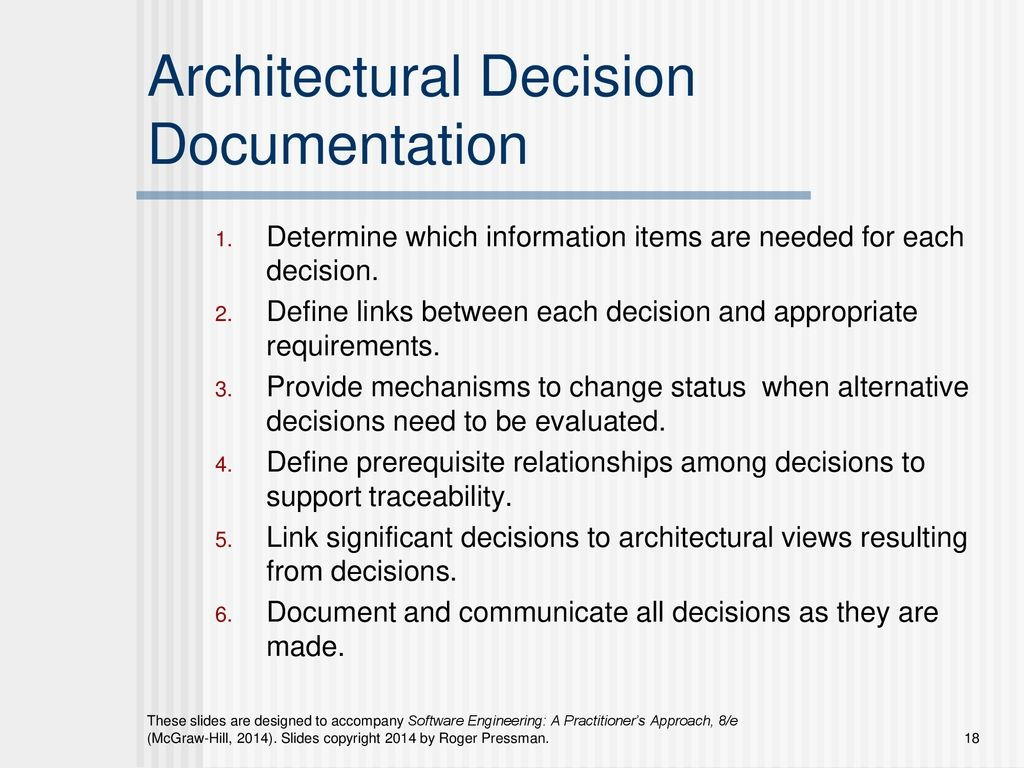 Architectural Decision
Documentation
1. Determine which information items are needed for each
decision.
2. Define links between each decision and appropriate
requirements.
3. Provide mechanisms to change status  when alternative
decisions need to be evaluated.
4. Define prerequisite relationships among decisions to
support traceability.
5. Link significant decisions to architectural views resulting
from decisions.
6. Document and communicate all decisions as they are
made.
These slides are designed to accompany Software Engineering: A Practitioner’s Approach, 8/e
(McGraw-Hill, 2014). Slides copyright 2014 by Roger Pressman.
18